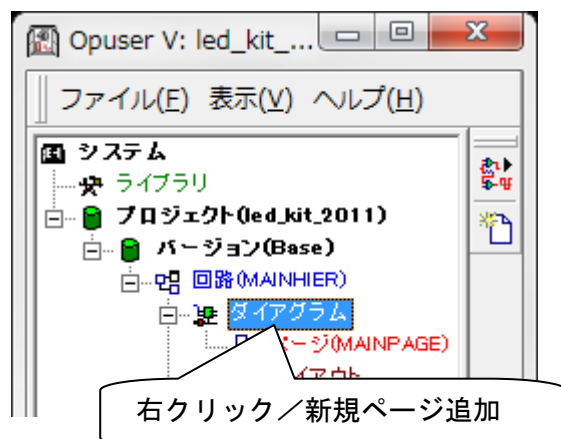 Opuser V: led_kit_...
ファイル(F) 表示(V) ヘルプ(H)
システム
ライブラリ
プロジェクト(led_kit_2011)
バージョン(Base)
回路(MAINHIER)
ダイアグラム
ージ(MAINPAGE)
イアウト
右クリック／新規ページ追加